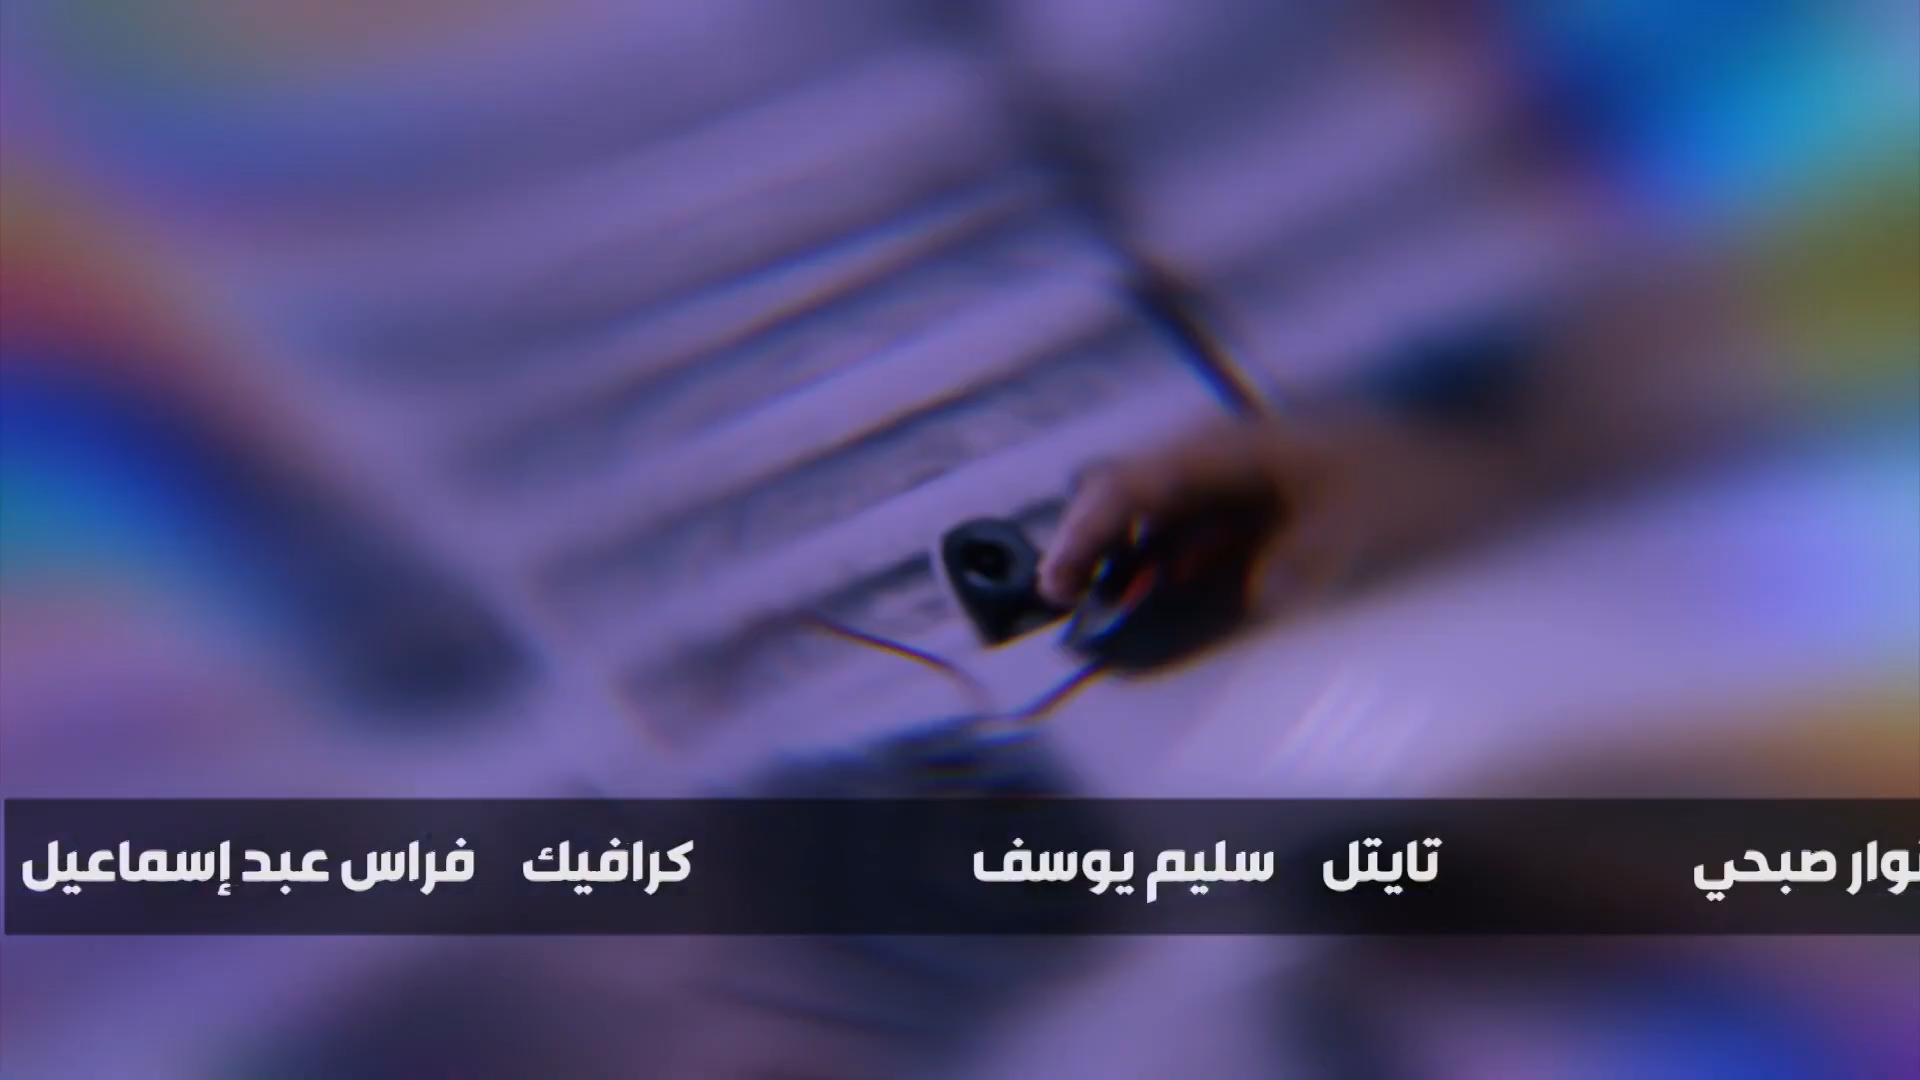 صبحي تايتل سليم يوسف كرافيك فراس عبد إسماعيل